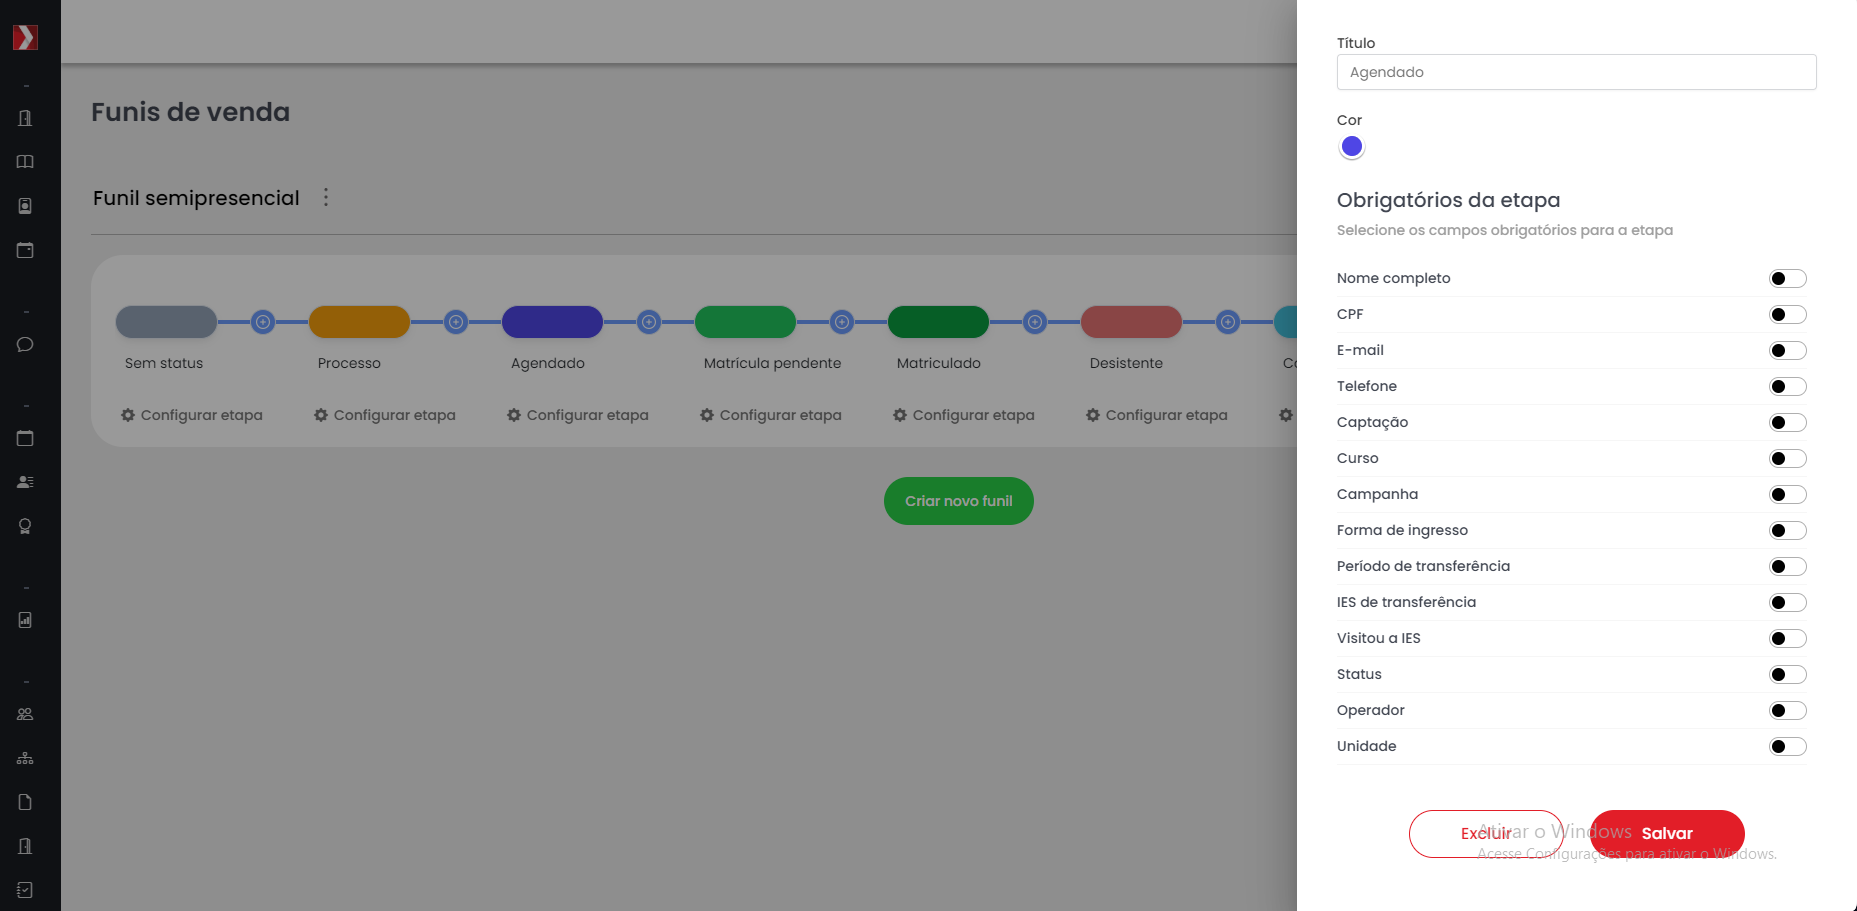 Funis de venda
Funil semipresencial
Sem status
Processo
Agendado
Matrícula pendente
Matriculado
Desistente
Configurar etapa
Configurar etapa
Configurar etapa
Configurar etapa
Configurar etapa
Configurar etapa
Criar novo funil
Título
Agendado
Cor
Obrigatórios da etapa
Selecione os campos obrigatórios para a etapa
Nome completo
CPF
E-mail
Telefone
Captação
Curso
Campanha
Forma de ingresso
Período de transferência
IES de transferência
Visitou a IES
Status
Operador
Unidade
Excluir
Salvar
Ativar o Windows
Acesse Configurações para ativar o Windows.